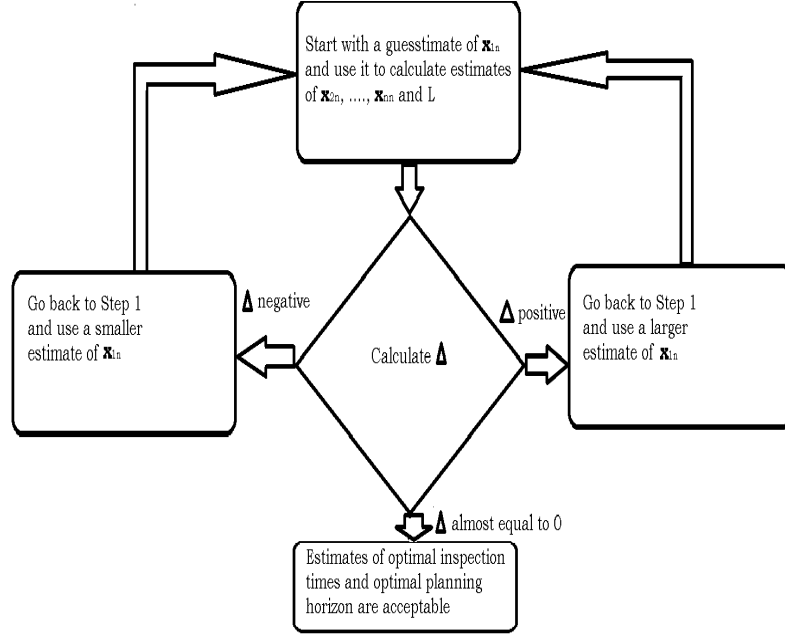 Start with a guesstimate of x1n
and use it to calculate estimates
of x2n, ...., xnn and L
Go back to Step 1
and use a smaller
estimate of x1n
Δ negative
Calculate Δ
Δ positive
Go back to Step 1
and use a larger
estimate of x1n
Δ almost equal to 0
Estimates of optimal inspection
times and optimal planning
horizon are acceptable